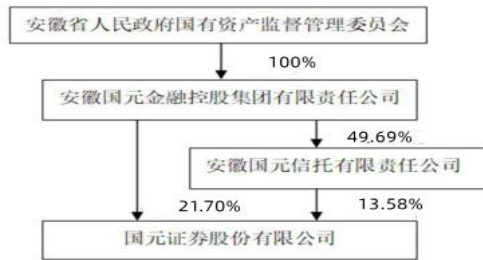 安徽省人民政府国有资产监督管理委员会
100%
安徽国元金融控股集团有限责任公司
49.69%
安徽国元信托有限责任公司
21.70%
13.58%
国元证券股份有限公司